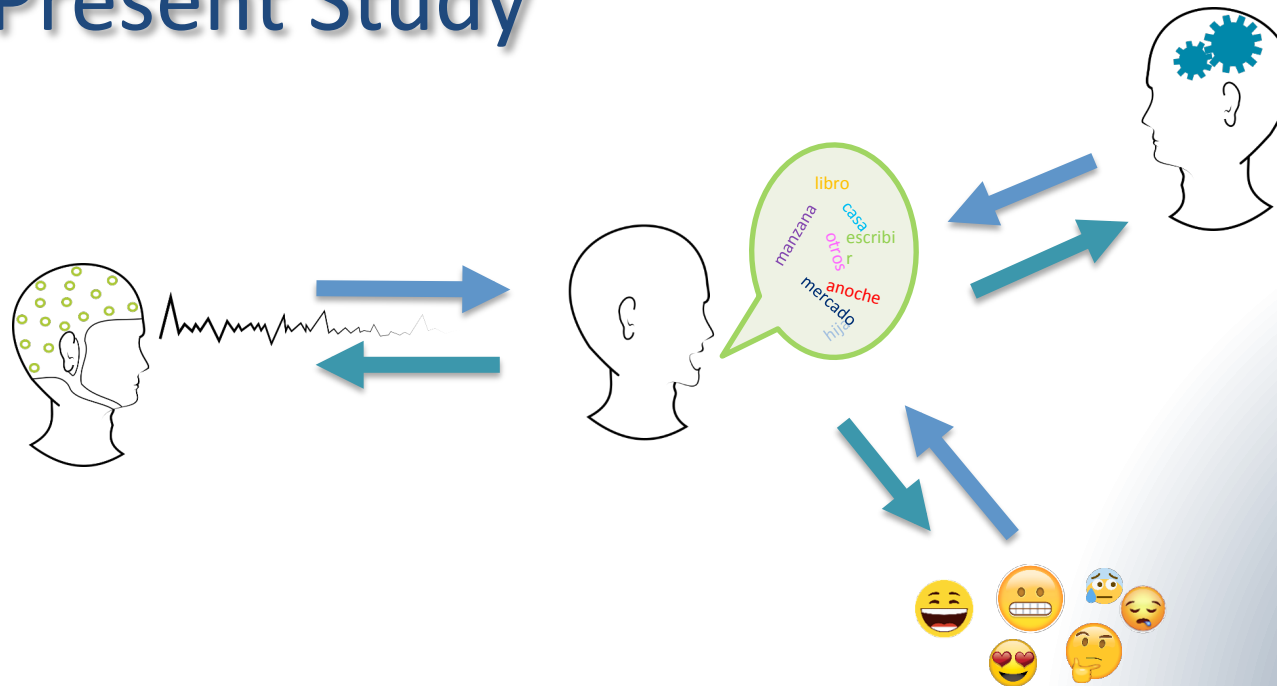 Present Study
libro
casa
manzana
otros
escribi
r
anoche
mercado
hija